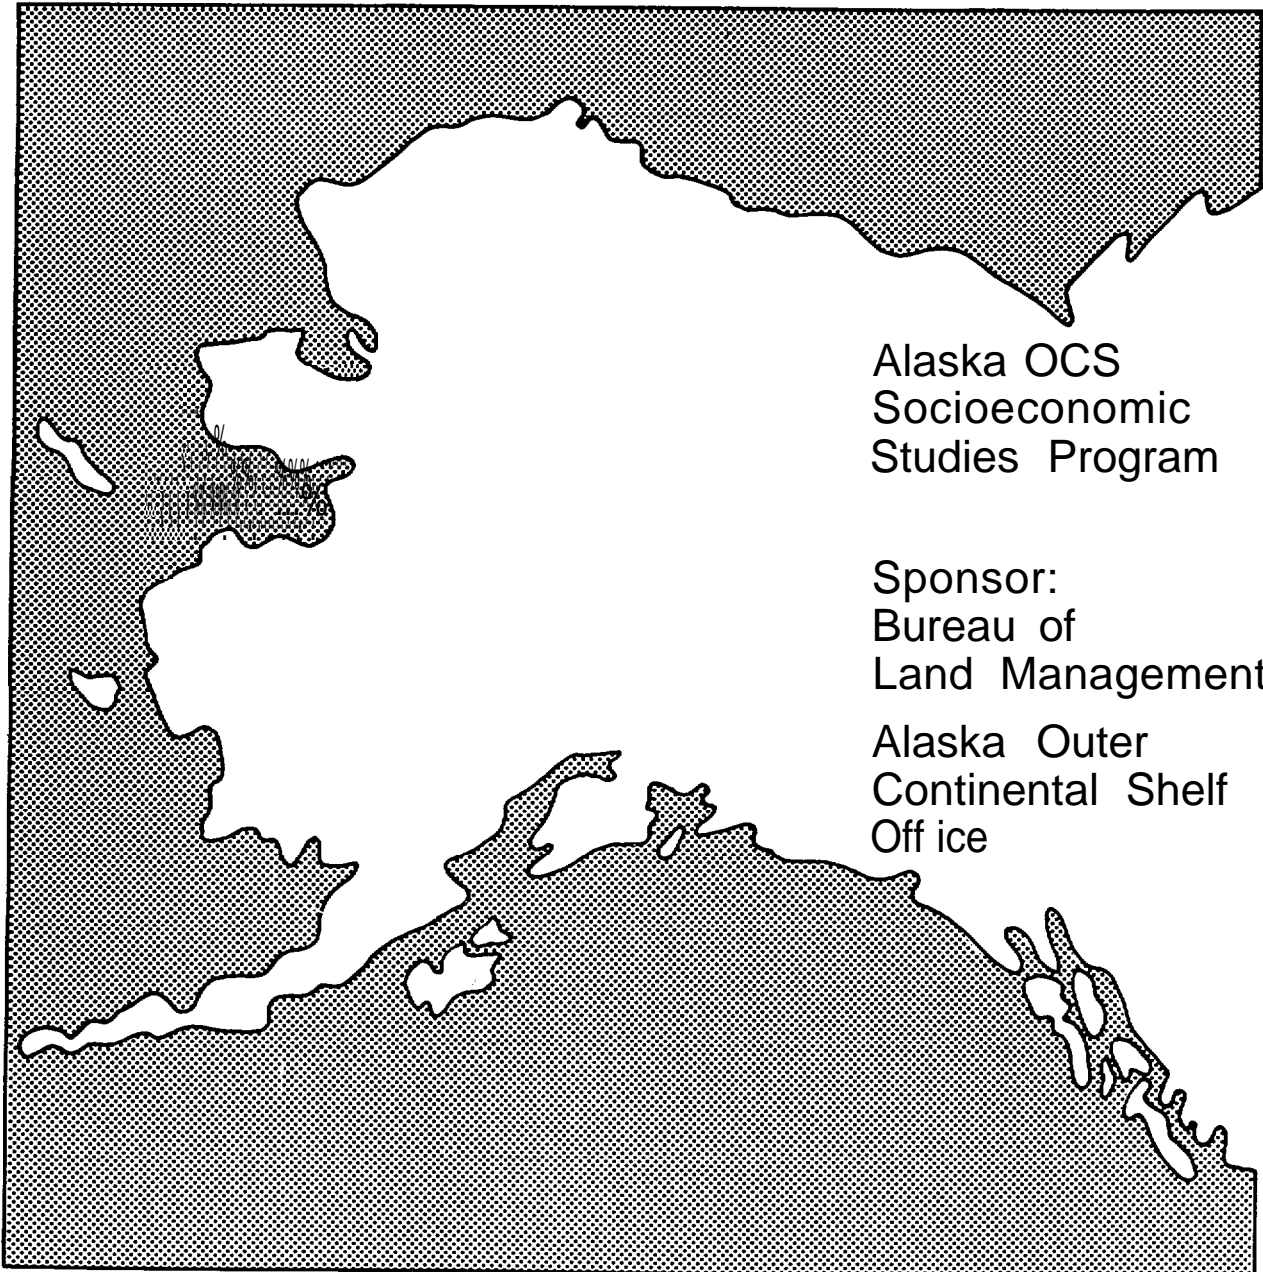 Alaska OCS
Socioeconomic
Studies Program
Sponsor:
Bureau of
Land Management
Alaska Outer
Continental Shelf
Off ice